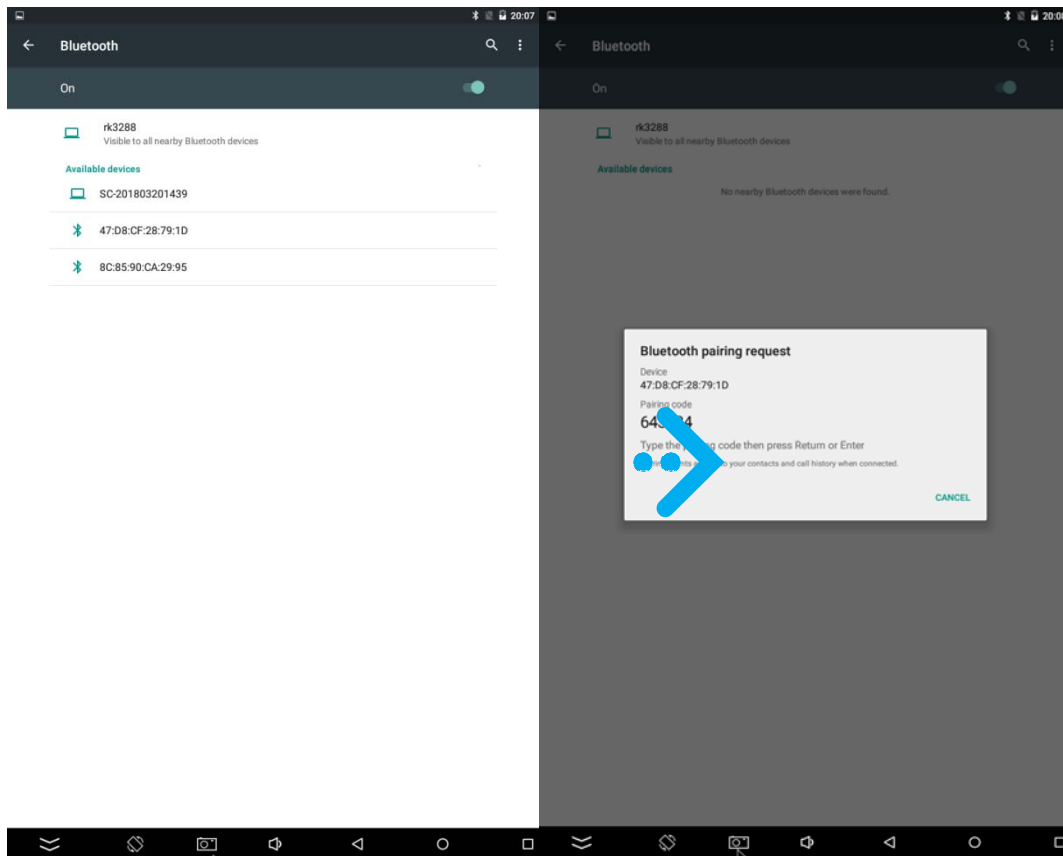 20:07
Bluetooth
On
rk3288
Visible to all nearby Bluetooth devices
Available devices
SC-201803201439
47:D8:CF:28:79:1D
8C:85:90:CA:29:95
Bluetooth
On
rk3288
Visible to all nearby Bluetooth devices
Available devices
No nearby Bluetooth devices were found.
Bluetooth pairing request
Device
47:D8:CF:28:79:1D
Pairing code
Type the code then press Return or Enter
your contacts and call history when connected.
CANCEL